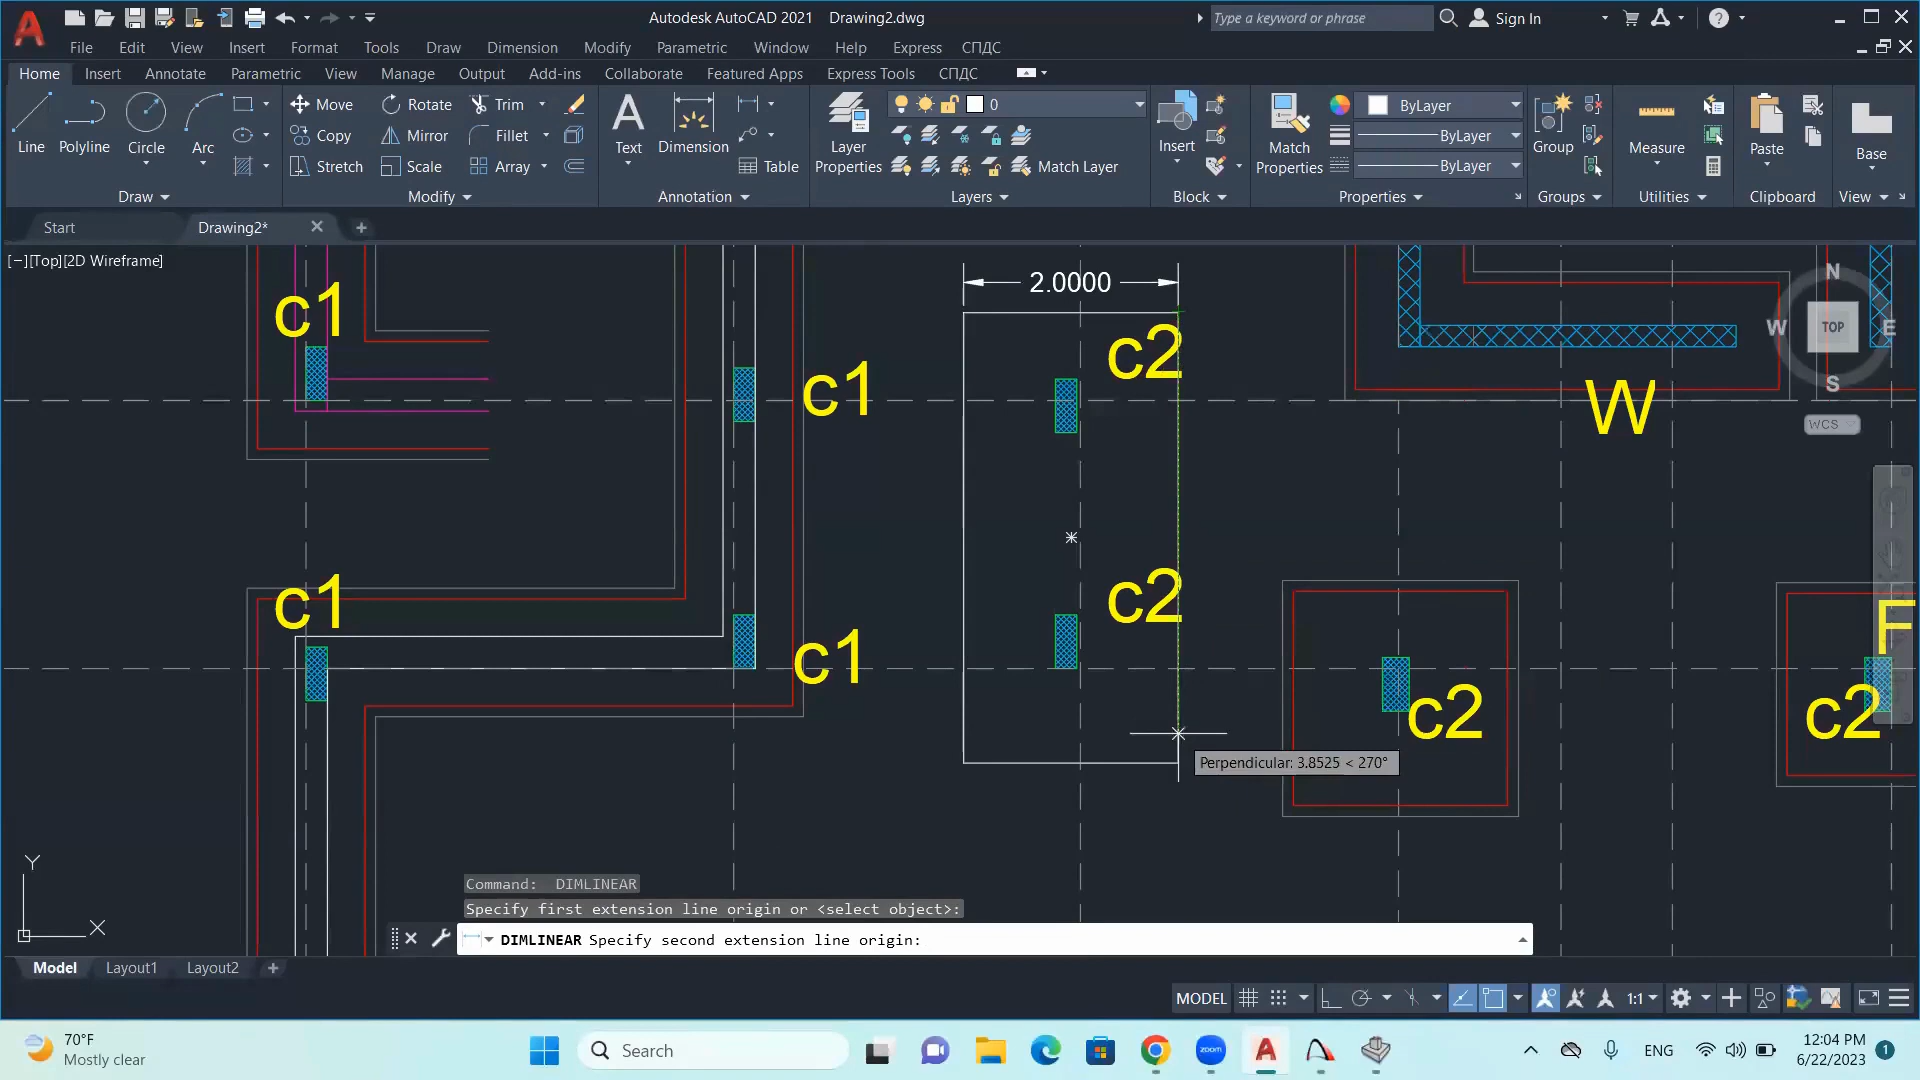 Autodesk AutoCAD 2021 Drawing2.dwg
Type a keyword or phrase
Sign In
File Edit View Insert Format Tools Draw Dimension Modify Parametric Window Help Express СПДС
Home Insert Annotate Parametric View Manage Output Add-ins Collaborate Featured Apps Express Tools СПДС
Line Polyline Circle Arc
Move Rotate Trim
Copy Mirror Fillet
Stretch Scale Array
Text Dimension
Table
Layer
Properties
0
Match Layer
Insert
Match
Properties
ByLayer
ByLayer
ByLayer
Group
Measure
Paste
Base
Draw Modify Annotation Layers Block Properties Groups Utilities Clipboard View
Start Drawing2*
[−][Top][2D Wireframe]
2.0000
N
W TOP E
S
WCS
c1
c2
c1
W
c1
c2
c1
F
c2
c2
Perpendicular: 3.8525 < 270°
Y
X
Command: DIMLINEAR
Specify first extension line origin or <select object>:
DIMLINEAR Specify second extension line origin:
Model Layout1 Layout2
MODEL
1:1
70°F
Mostly clear
Search
zoom
ENG
12:04 PM
6/22/2023
1